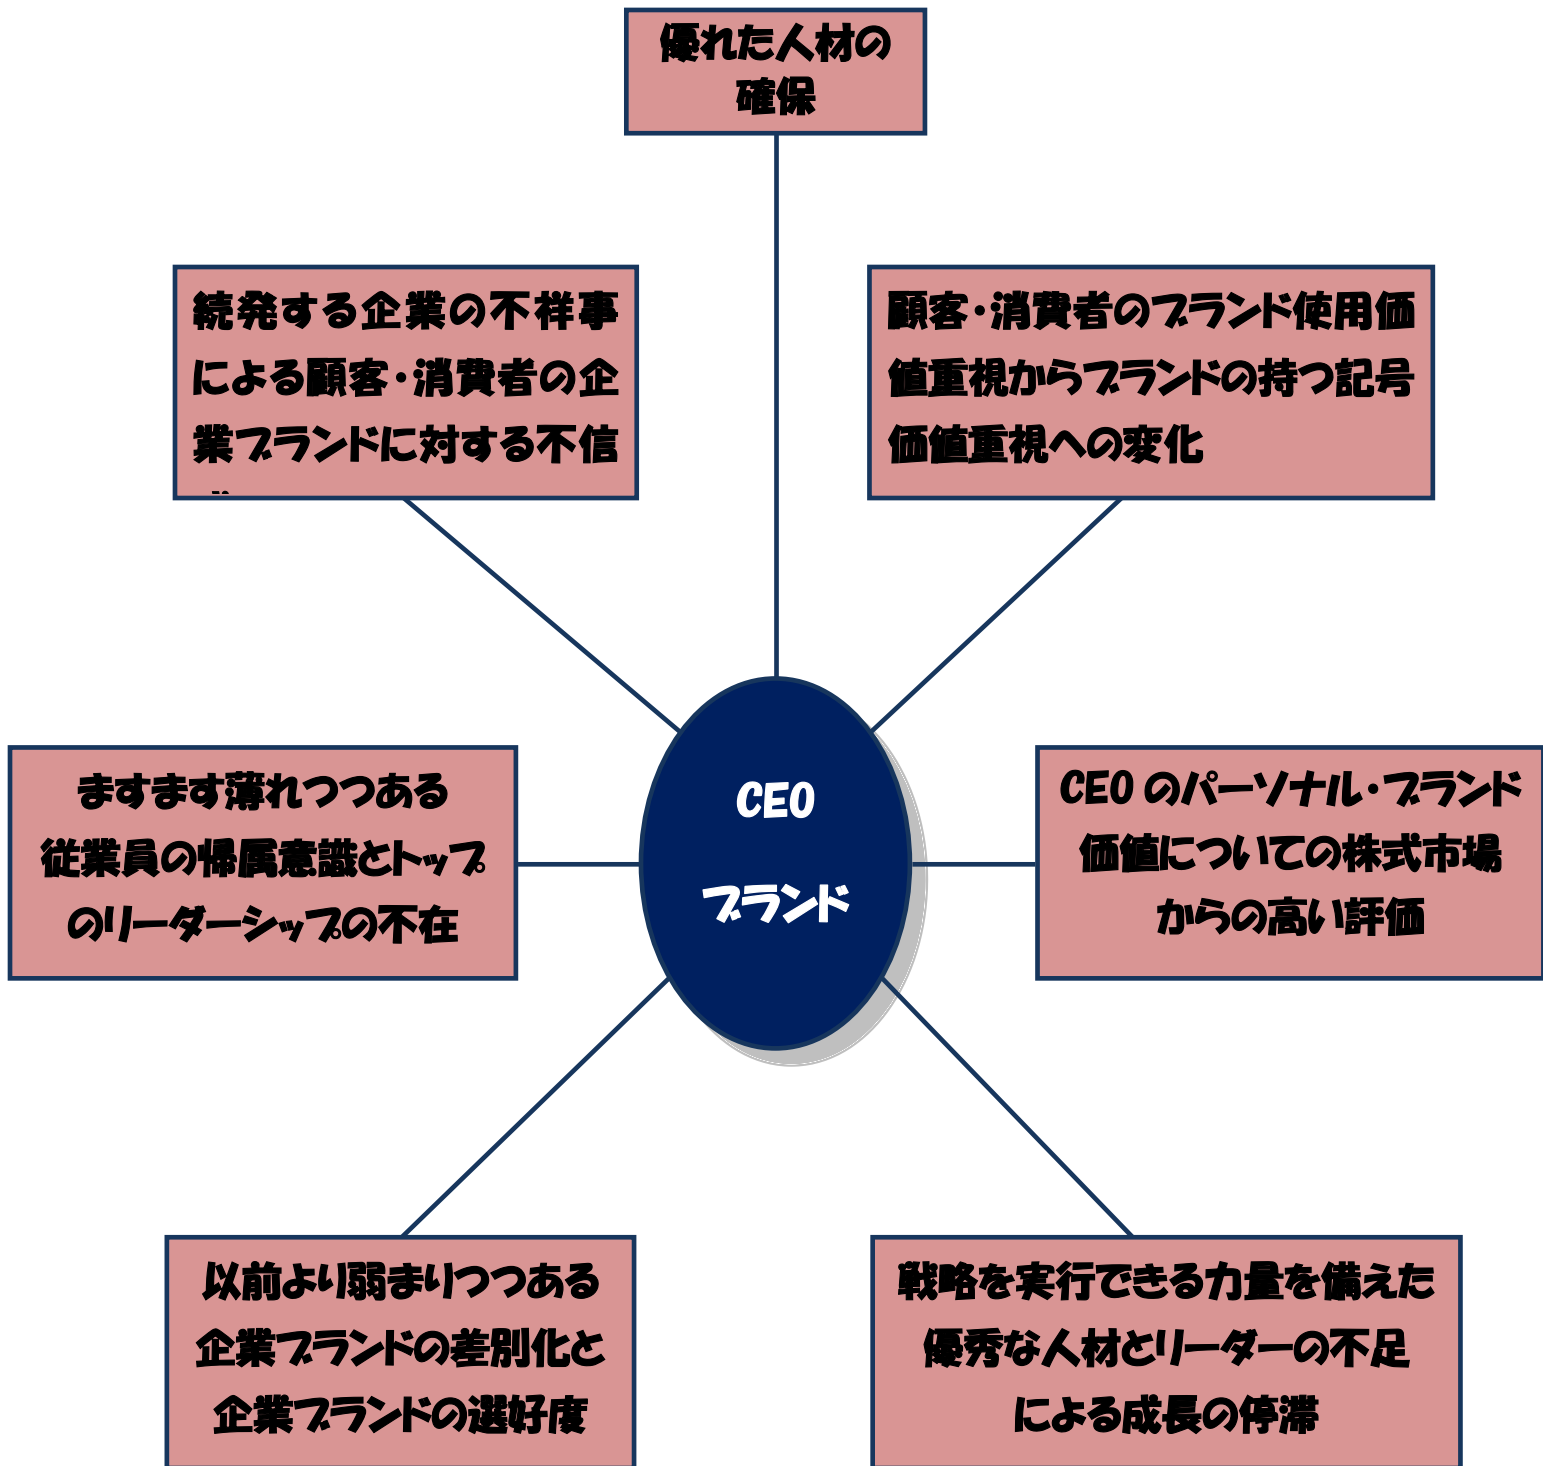 優れた人材の
確保
続発する企業の不祥事
による顧客・消費者の企
業ブランドに対する不信
顧客・消費者のブランド使用価
値重視からブランドの持つ記号
価値重視への変化
ますます薄れつつある
従業員の帰属意識とトップ
のリーダーシップの不在
CEO
ブランド
CEO のパーソナル・ブランド
価値についての株式市場
からの高い評価
以前より弱まりつつある
企業ブランドの差別化と
企業ブランドの選好度
戦略を実行できる力量を備えた
優秀な人材とリーダーの不足
による成長の停滞